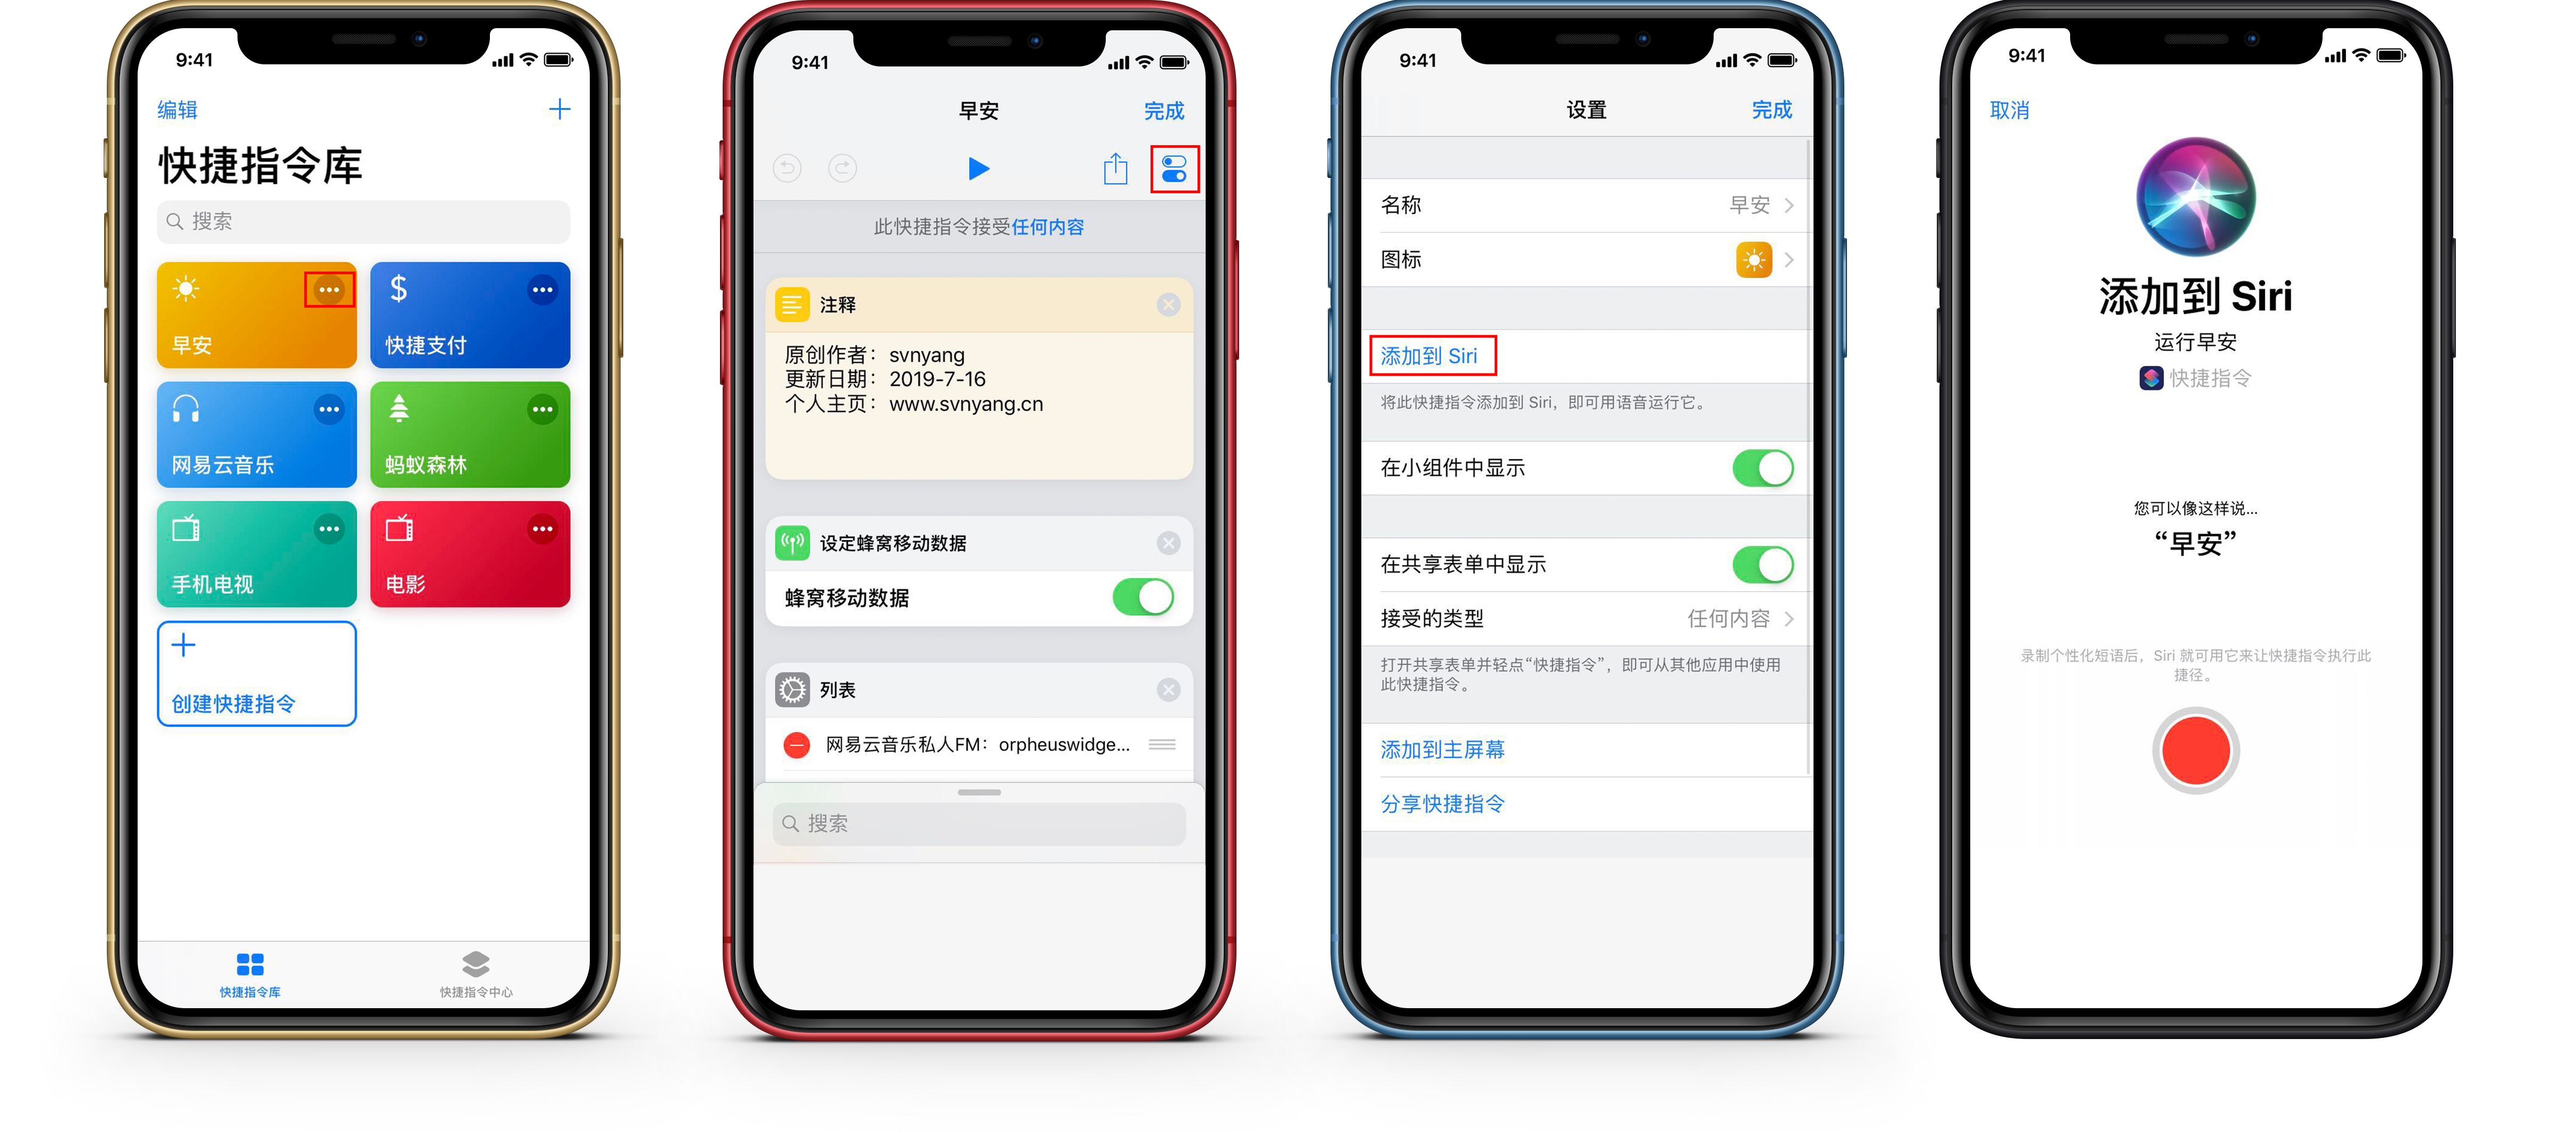 9:41
编辑
快捷指令库
搜索
早安
快捷支付
网易云音乐
蚂蚁森林
手机电视
电影
创建快捷指令
快捷指令库
快捷指令中心
9:41
早安
完成
此快捷指令接受任何内容
注释
原创作者：svnyang
更新日期：2019-7-16
个人主页：www.svnyang.cn
设定蜂窝移动数据
蜂窝移动数据
列表
网易云音乐私人FM：orpheuswidge...
搜索
9:41
设置
完成
名称
早安
图标
添加到 Siri
将此快捷指令添加到 Siri，即可用语音运行它。
在小组件中显示
在共享表单中显示
接受的类型
任何内容
打开共享表单并轻点“快捷指令”，即可从其他应用中使用
此快捷指令。
添加到主屏幕
分享快捷指令
9:41
取消
添加到 Siri
运行早安
快捷指令
您可以像这样说...
“早安”
录制个性化短语后，Siri 就可用它来让快捷指令执行此
捷径。